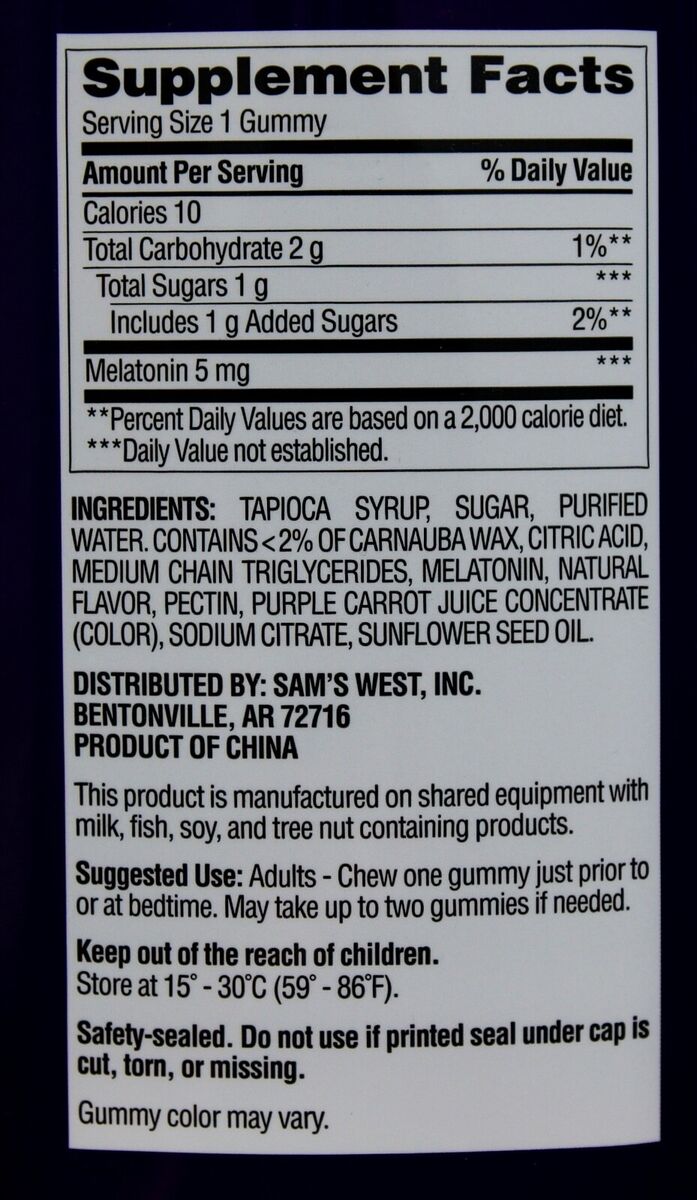 Supplement Facts
Serving Size 1 Gummy
Amount Per Serving % Daily Value
Calories 10
Total Carbohydrate 2 g 1%**
Total Sugars 1 g ***
Includes 1 g Added Sugars 2%**
Melatonin 5 mg ***
**Percent Daily Values are based on a 2,000 calorie diet.
***Daily Value not established.
INGREDIENTS: TAPIOCA SYRUP, SUGAR, PURIFIED
WATER. CONTAINS <2% OF CARNAUBA WAX, CITRIC ACID,
MEDIUM CHAIN TRIGLYCERIDES, MELATONIN, NATURAL
FLAVOR, PECTIN, PURPLE CARROT JUICE CONCENTRATE
(COLOR), SODIUM CITRATE, SUNFLOWER SEED OIL.
DISTRIBUTED BY: SAM'S WEST, INC.
BENTONVILLE, AR 72716
PRODUCT OF CHINA
This product is manufactured on shared equipment with
milk, fish, soy, and tree nut containing products.
Suggested Use: Adults - Chew one gummy just prior to
or at bedtime. May take up to two gummies if needed.
Keep out of the reach of children.
Store at 15° - 30°C (59° - 86°F).
Safety-sealed. Do not use if printed seal under cap is
cut, torn, or missing.
Gummy color may vary.